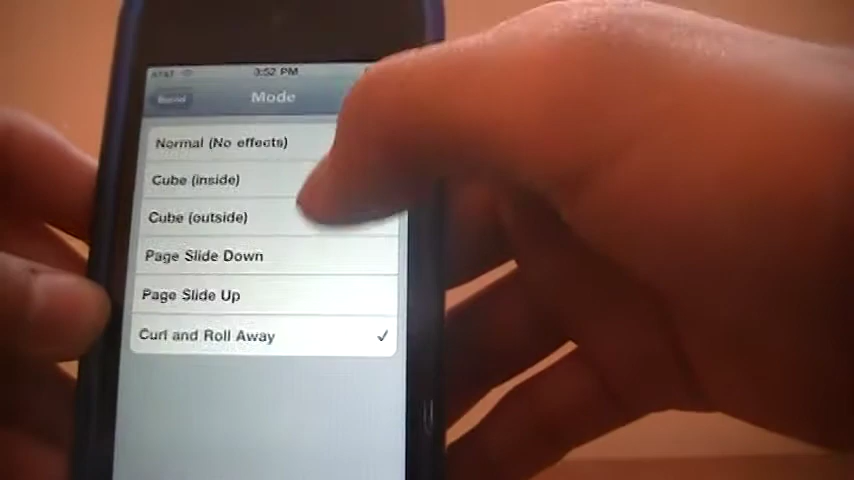 AT&T 3:52 PM
Mode
Normal (No effects)
Cube (inside)
Cube (outside)
Page Slide Down
Page Slide Up
Curl and Roll Away